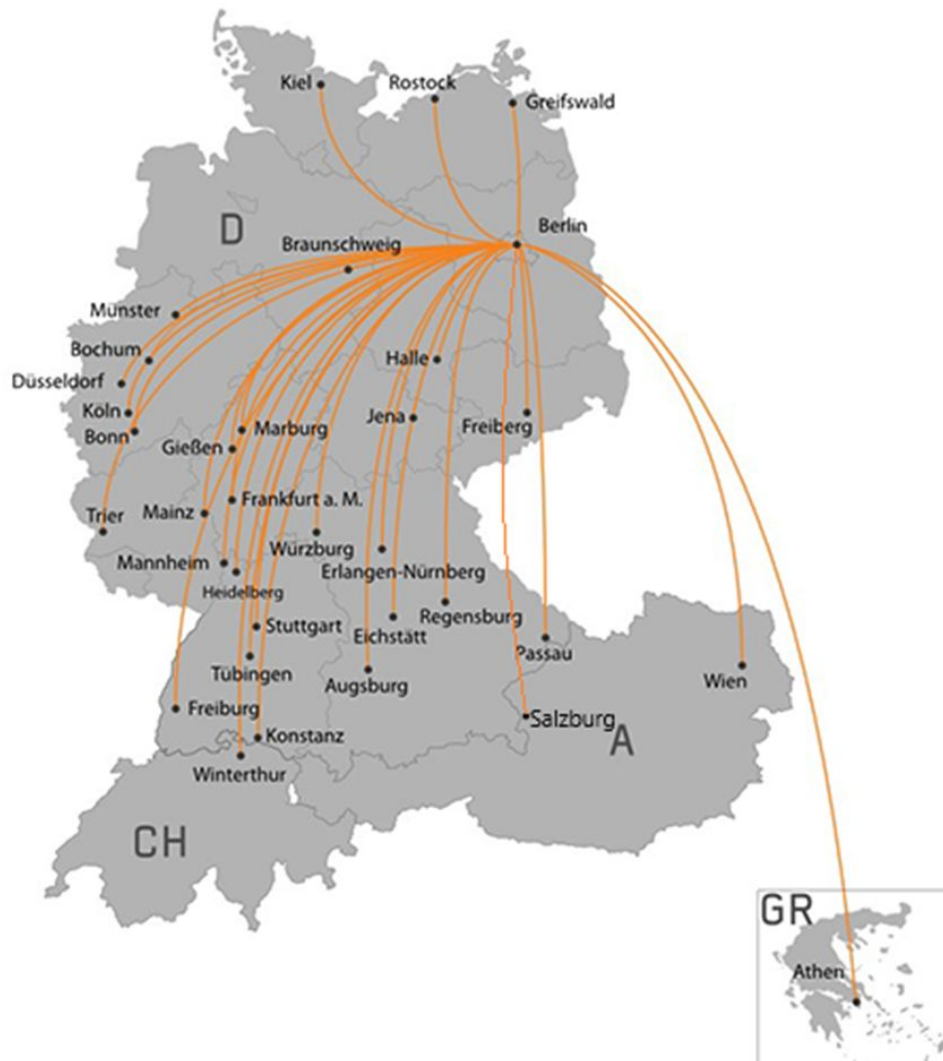 Kiel
Rostock
Greifswald
D
Berlin
Braunschweig
Münster
Bochum
Halle
Düsseldorf
Köln
Jena
Freiberg
Marburg
Bonn
Gießen
Frankfurt a. M.
Mainz
Trier
Würzburg
Mannheim
Erlangen-Nürnberg
Heidelberg
Regensburg
Stuttgart
Eichstätt
Passau
Tübingen
Augsburg
Wien
Freiburg
Salzburg
Konstanz
A
Winterthur
CH
GR
Athen